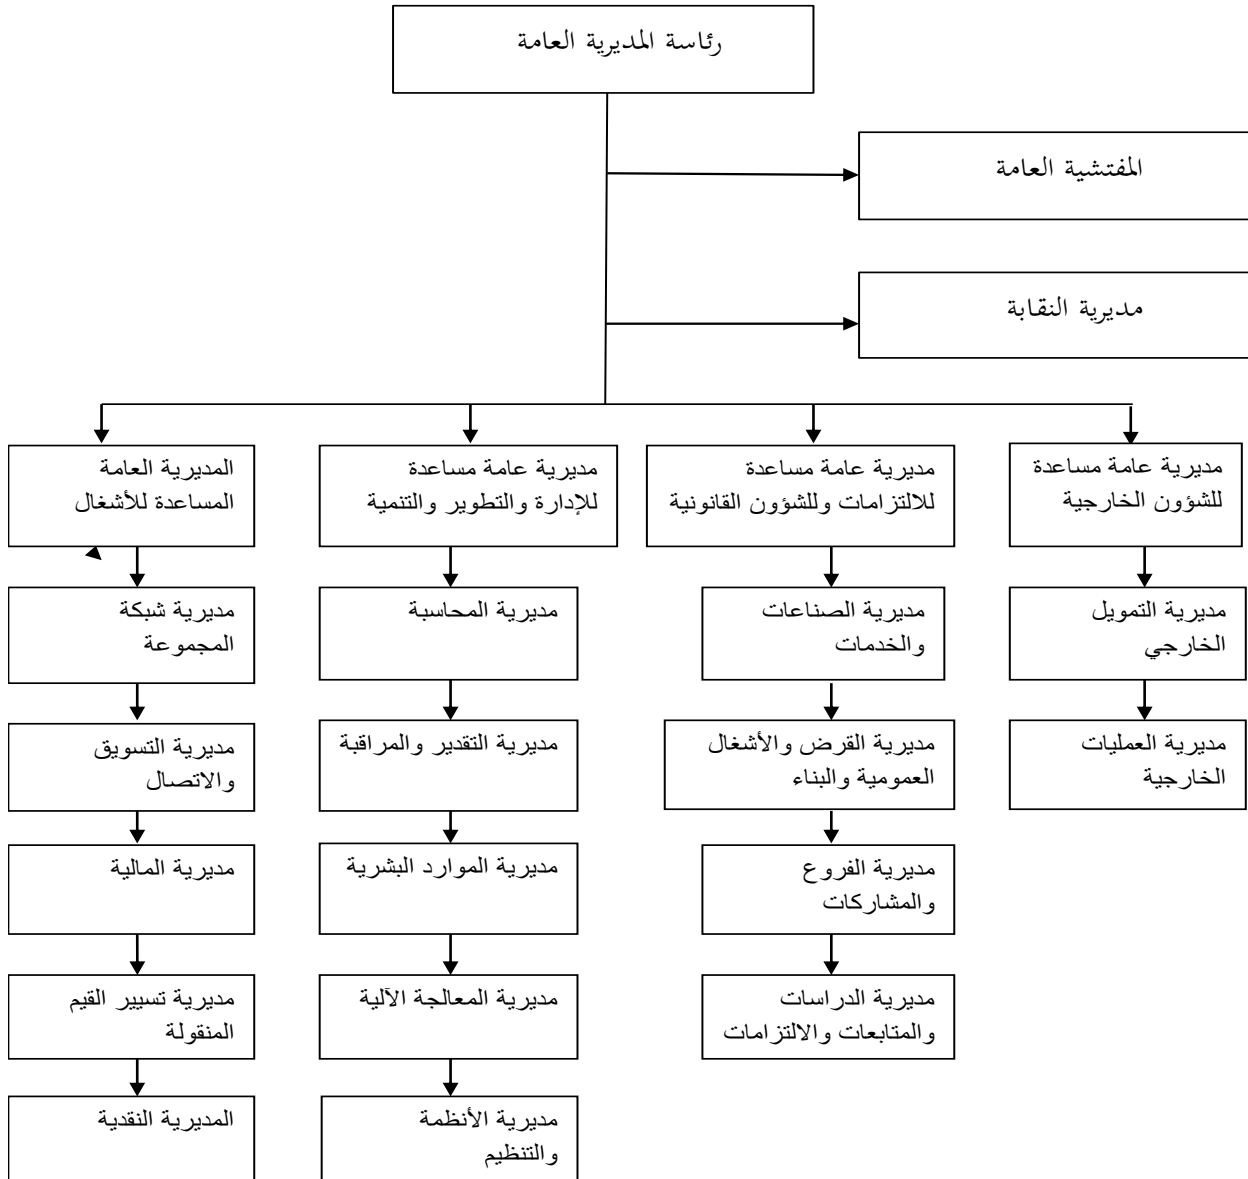 رئاسة المديرية العامة
المفتشية العامة
مديرية النقابة
مديرية عامة مساعدة
للشؤون الخارجية
مديرية عامة مساعدة
للالتزامات وللشؤون القانونية
مديرية عامة مساعدة
للإدارة والتطوير والتنمية
المديرية العامة
المساعدة للأشغال
مديرية التمويل
الخارجي
مديرية الصناعات
والخدمات
مديرية المحاسبة
مديرية شبكة
المجموعة
مديرية العمليات
الخارجية
مديرية القرض والأشغال
العمومية والبناء
مديرية التقدير والمراقبة
مديرية التسويق
والاتصال
مديرية الفروع
والمشاركات
مديرية الموارد البشرية
مديرية المالية
مديرية الدراسات
والمتابعات والالتزامات
مديرية المعالجة الآلية
مديرية تسيير القيم
المنقولة
مديرية الأنظمة
والتنظيم
المديرية النقدية